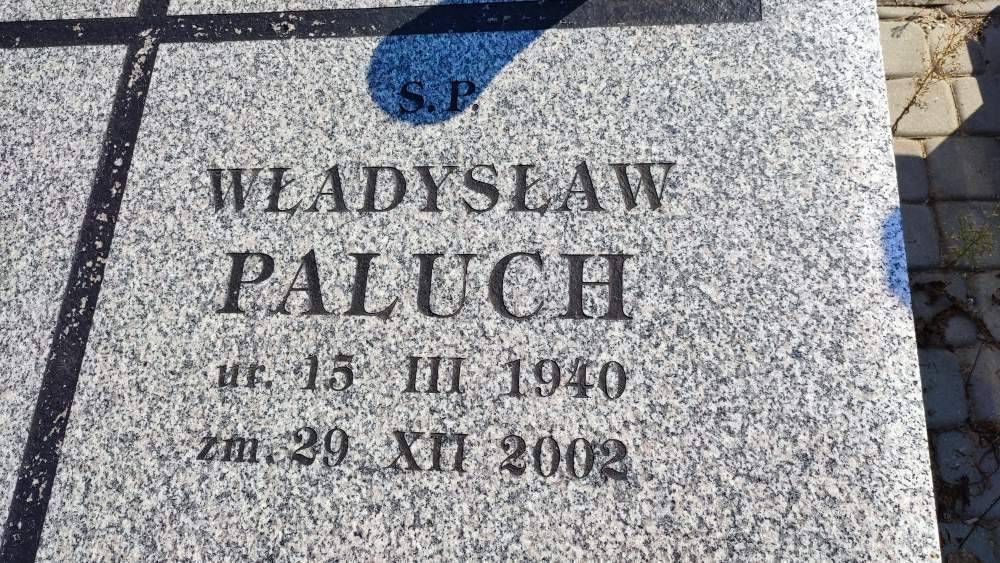 S.P.
WŁADYSŁAW
PALUCH
ur. 15 III 1940
zm. 29 XII 2002